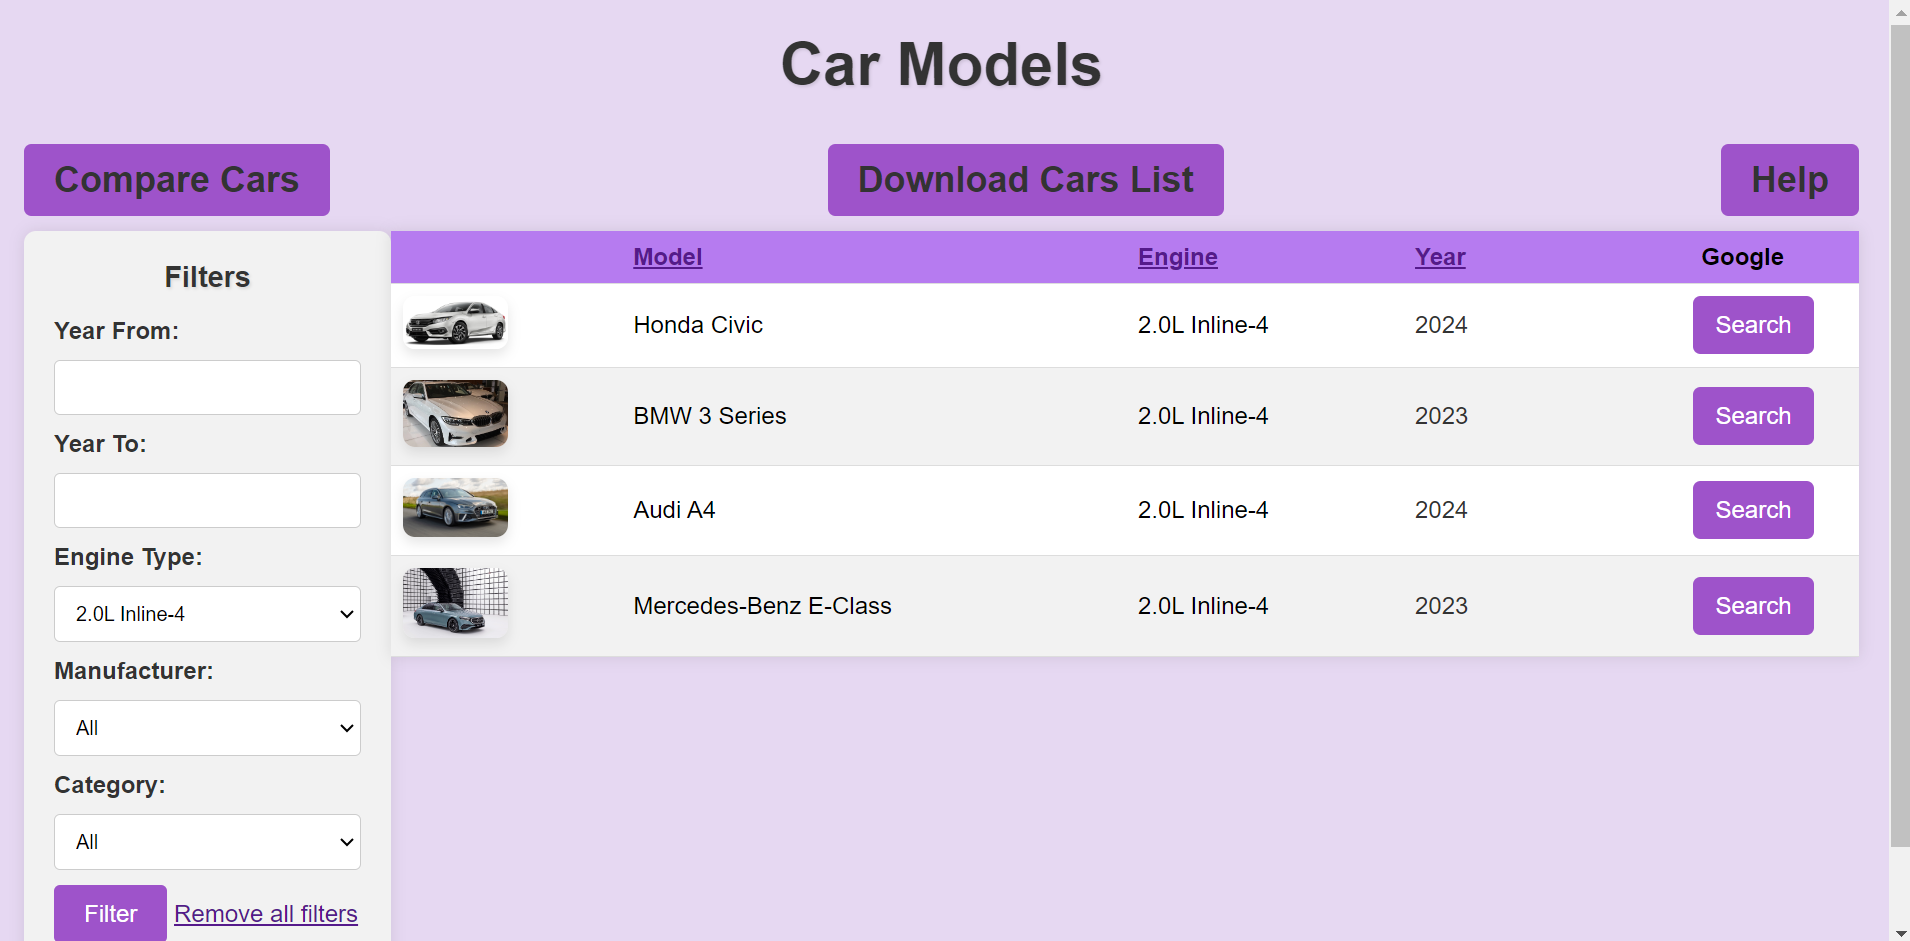 Car Models
Compare Cars
Download Cars List
Help
Filters
Year From:
Year To:
Engine Type:
2.0L Inline-4
Manufacturer:
All
Category:
All
Filter Remove all filters
Model Engine Year Google
Honda Civic 2.0L Inline-4 2024 Search
BMW 3 Series 2.0L Inline-4 2023 Search
Audi A4 2.0L Inline-4 2024 Search
Mercedes-Benz E-Class 2.0L Inline-4 2023 Search